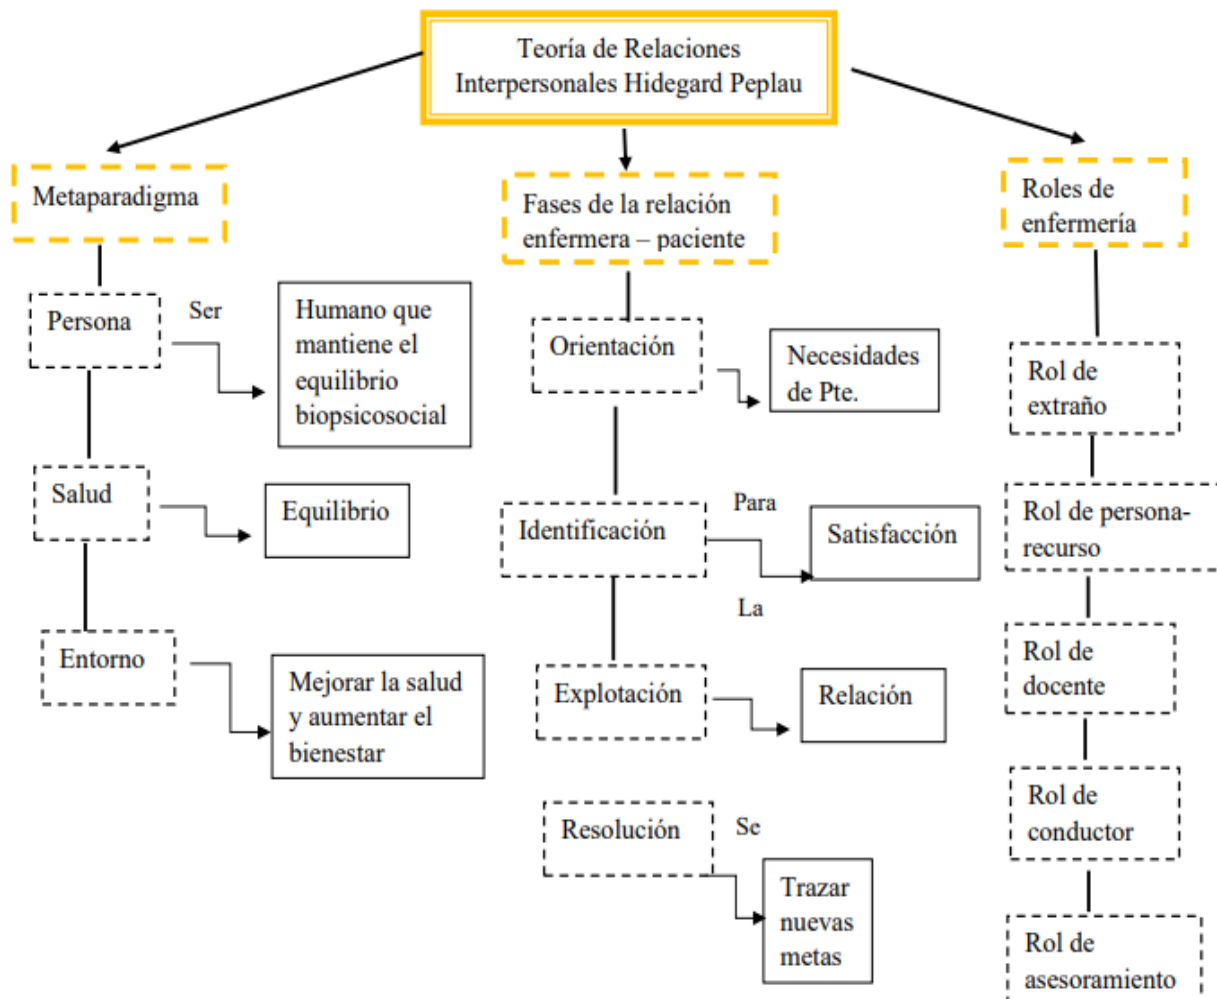 Teoría de Relaciones
Interpersonales Hidegard Peplau
Metaparadigma
Persona
Ser
Humano que
mantiene el
equilibrio
biopsicosocial
Salud
Equilibrio
Entorno
Mejorar la salud
y aumentar el
bienestar
Fases de la relación
enfermera – paciente
Orientación
Necesidades
de Pte.
Identificación
Para
Satisfacción
La
Explotación
Relación
Resolución
Se
Trazar
nuevas
metas
Roles de
enfermería
Rol de
extraño
Rol de persona-
recurso
Rol de
docente
Rol de
conductor
Rol de
asesoramiento